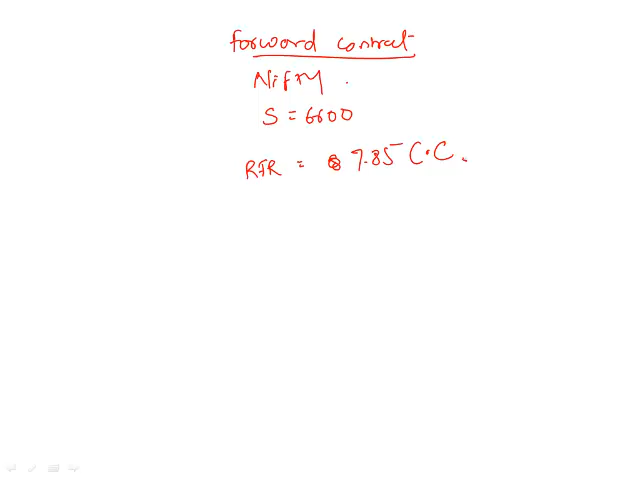 Forward contract
Nifty .
S = 6600
RFR = 7.85 C.C.